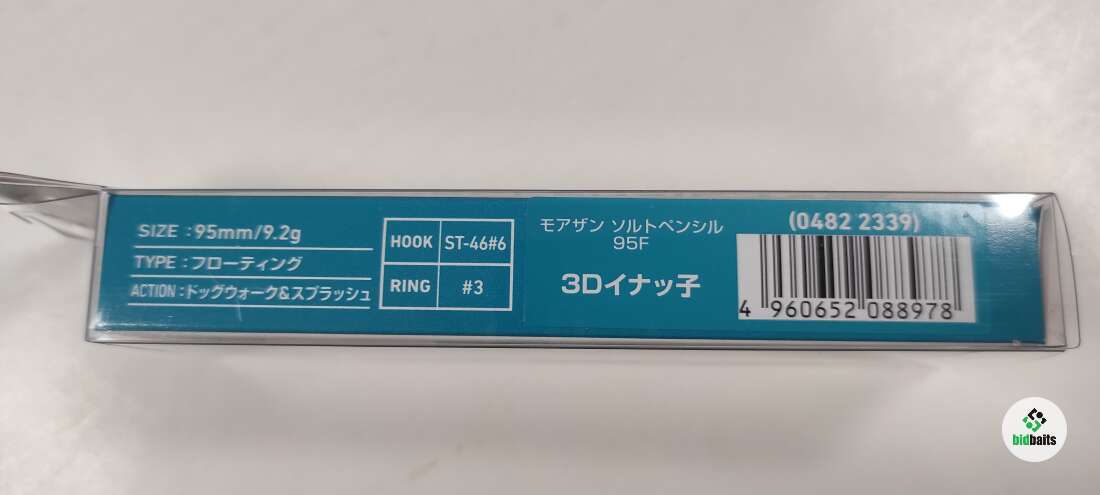 SIZE : 95mm/9.2g
TYPE : フローティング
ACTION : ドッグウォーク&スプラッシュ
HOOK ST-46#6
RING #3
モアザン ソルトペンシル
95F
3Dイナッ子
(0482 2339)
4 960652 088978
bidbaits